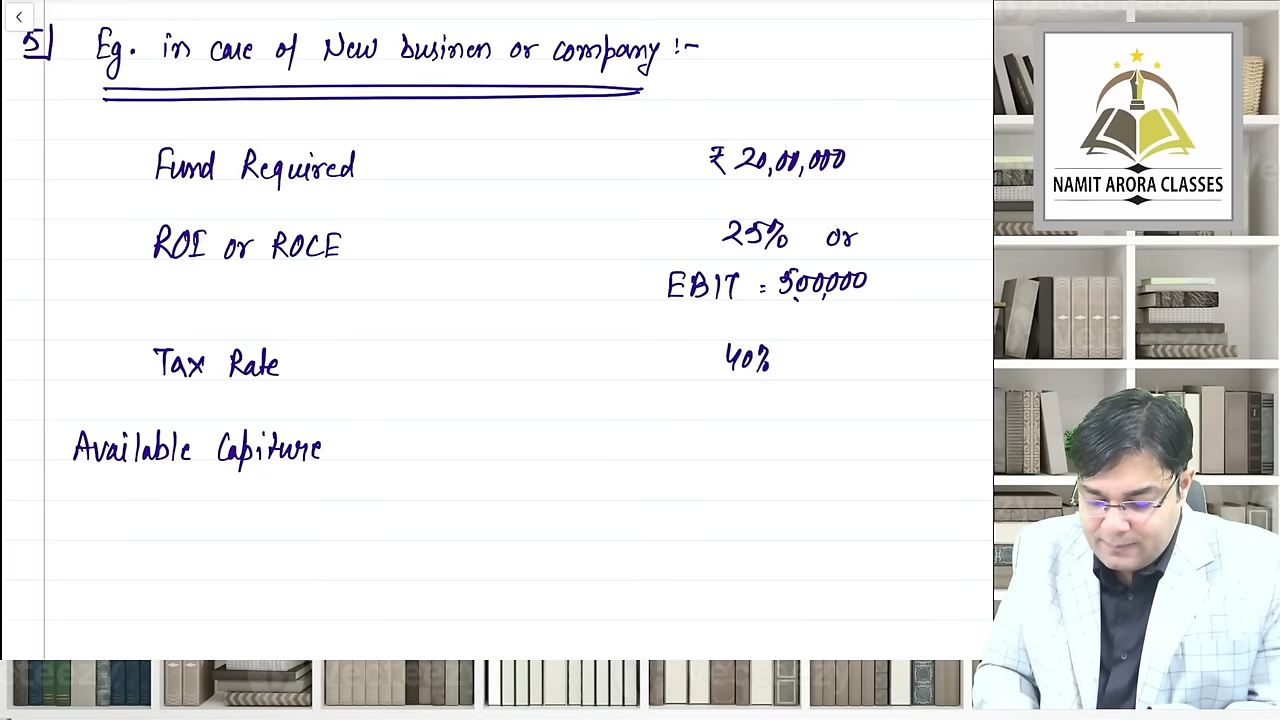 5| Eg. in case of New business or company :-
Fund Required ₹ 20,00,000
ROI or ROCE 25% or
EBIT = 500,000
Tax Rate 40%
Available Capiture
NAMIT ARORA CLASSES